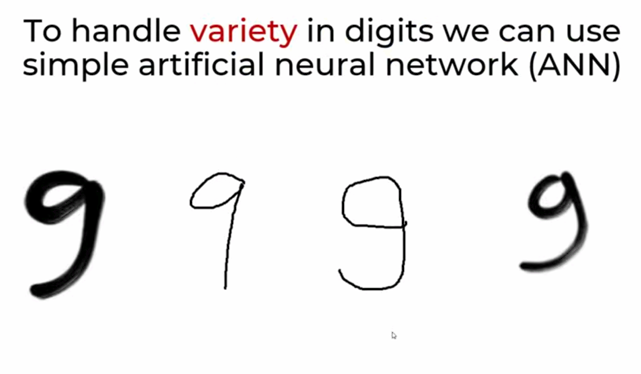 To handle variety in digits we can use
simple artificial neural network (ANN)
9 9 9 9